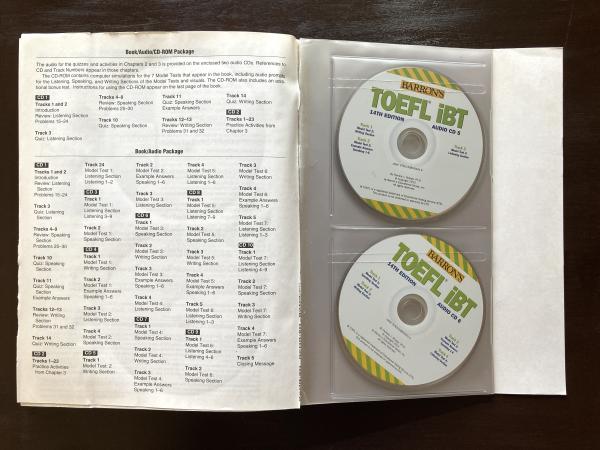 Book/Audio/CD-ROM Package
The audio for the quizzes and activities in Chapters 2 and 3 is provided on the enclosed two audio CDs. References to
CD and Track Numbers appear in those chapters.
The CD-ROM contains computer simulations for the 7 Model Tests that appear in the book, including audio prompts
for the Listening, Speaking, and Writing Sections of the Model Tests and visuals. The CD-ROM also includes an
tional bonus test. Instructions for using the CD-ROM appear on the last page of the book.
CD 1
Tracks 1 and 2
Introduction
Review: Listening Section
Problems 15–24
Track 3
Quiz: Listening Section
Tracks 4–9
Review: Speaking Section
Problems 25–30
Track 10
Quiz: Speaking Section
Track 11
Quiz: Speaking Section
Example Answers
Tracks 12–13
Review: Writing Section
Problems 31 and 32
Track 14
Quiz: Writing Section
CD 2
Tracks 1–23
Practice Activities from
Chapter 3
Book/Audio Package
CD 1
Tracks 1 and 2
Introduction
Review: Listening
Section
Problems 15–24
Track 3
Quiz: Listening
Section
Tracks 4–9
Review: Speaking
Section
Problems 25–30
Track 10
Quiz: Speaking
Section
Track 11
Quiz: Speaking
Section
Example Answers
Tracks 12–13
Review: Writing
Section
Problems 31 and 32
Track 14
Quiz: Writing Section
CD 2
Tracks 1–23
Practice Activities
from Chapter 3
Track 24
Model Test 1:
Listening Section
Listening 1–2
CD 3
Track 1
Model Test 1:
Listening Section
Listening 3–9
Track 2
Model Test 1:
Speaking Section
CD 4
Track 1
Model Test 1:
Writing Section
Track 2
Model Test 1:
Example Answers
Speaking 1–6
Track 3
Model Test 2:
Listening Section
Track 4
Model Test 2:
Speaking Section
CD 5
Track 1
Model Test: 2
Writing Section
Track 2
Model Test 2:
Example Answers
Speaking 1–6
Track 3
Model Test 3:
Listening Section
CD 6
Track 1
Model Test 3:
Speaking Section
Track 2
Model Test 3:
Writing Section
Track 3
Model Test 3:
Example Answers
Speaking 1–6
Track 4
Model Test 4:
Listening Section
CD 7
Track 1
Model Test 4:
Speaking Section
Track 2
Model Test 4:
Writing Section
Track 3
Model Test 4:
Example Answers
Speaking 1–6
Track 4
Model Test 5:
Listening Section
Listening 1–6
CD 8
Track 1
Model Test 5:
Listening Section
Track 2
Model Test 5:
Speaking Section
Track 3
Model Test 5:
Writing Section
Track 4
Model Test 5:
Example Answers
Speaking 1–6
Track 5
Model Test 6:
Listening Section
Listening 1–3
Track 1
Model Test 6:
Listening Section
Listening 4–6
Track 2
Model Test 6:
Speaking Section
Track 3
Model Test 6:
Writing Section
Track 4
Model Test 6:
Example Answers
Speaking 1–6
Track 5
Model Test 7:
Listening Section
Listening 1–3
CD 10
Track 1
Model Test 7:
Listening Section
Listening 4–9
Track 2
Model Test 7:
Speaking Section
Track 3
Model Test 7:
Writing Section
Track 4
Model Test 7:
Example Answers
Speaking 1–6
Track 5
Closing Message
BARRON'S
TOEFL iBT
14TH EDITION
AUDIO CD 5
Track 1
Model Test 2:
Writing Section
Track 2
Model Test 2:
Example Answers
Speaking 1–6
Track 3
Model Test 3:
Listening Section
BARRON'S
TOEFL iBT
14TH EDITION
AUDIO CD 6